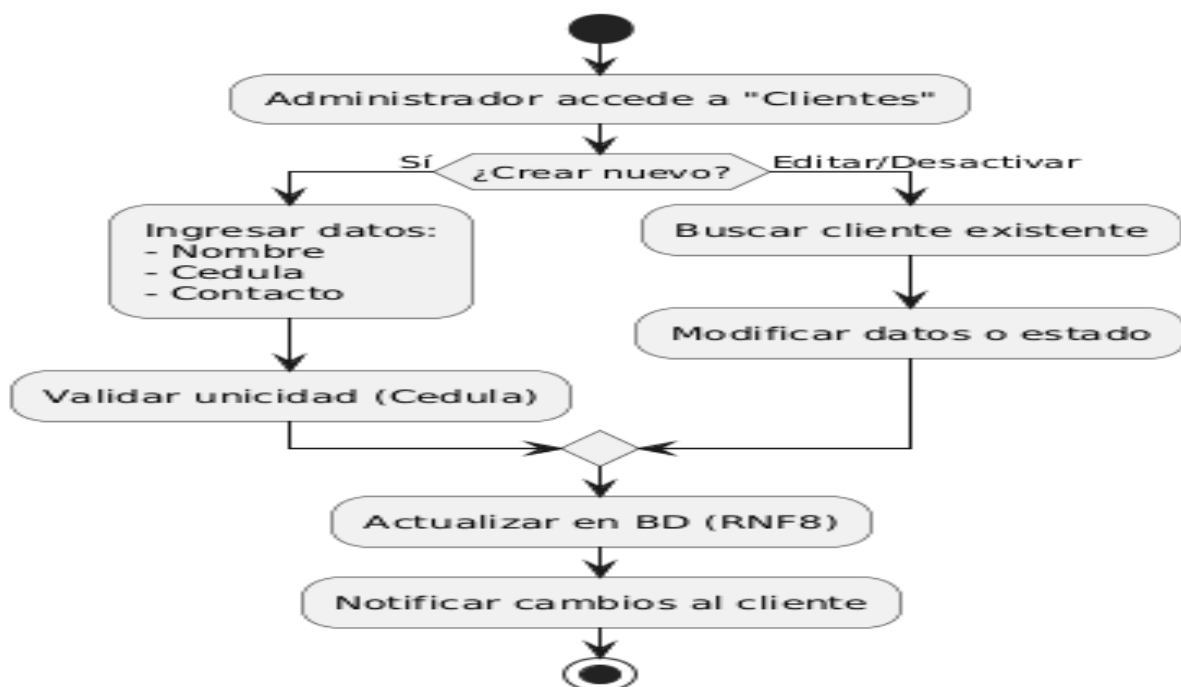 Administrador accede a "Clientes"
¿Crear nuevo?
Sí
Editar/Desactivar
Ingresar datos:
- Nombre
- Cedula
- Contacto
Validar unicidad (Cedula)
Buscar cliente existente
Modificar datos o estado
Actualizar en BD (RNF8)
Notificar cambios al cliente